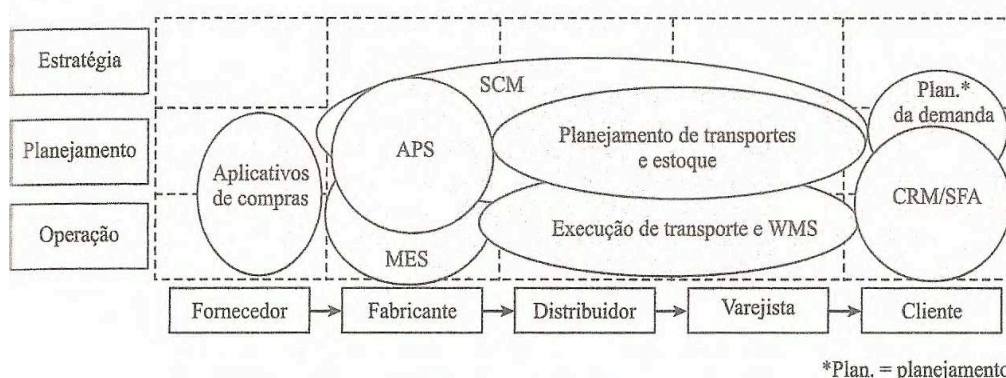 Estratégia
SCM
Plan.*
da demanda
Planejamento
Aplicativos
de compras
APS
Planejamento de transportes
e estoque
CRM/SFA
Operação
MES
Execução de transporte e WMS
Fornecedor
Fabricante
Distribuidor
Varejista
Cliente
*Plan. = planejamento